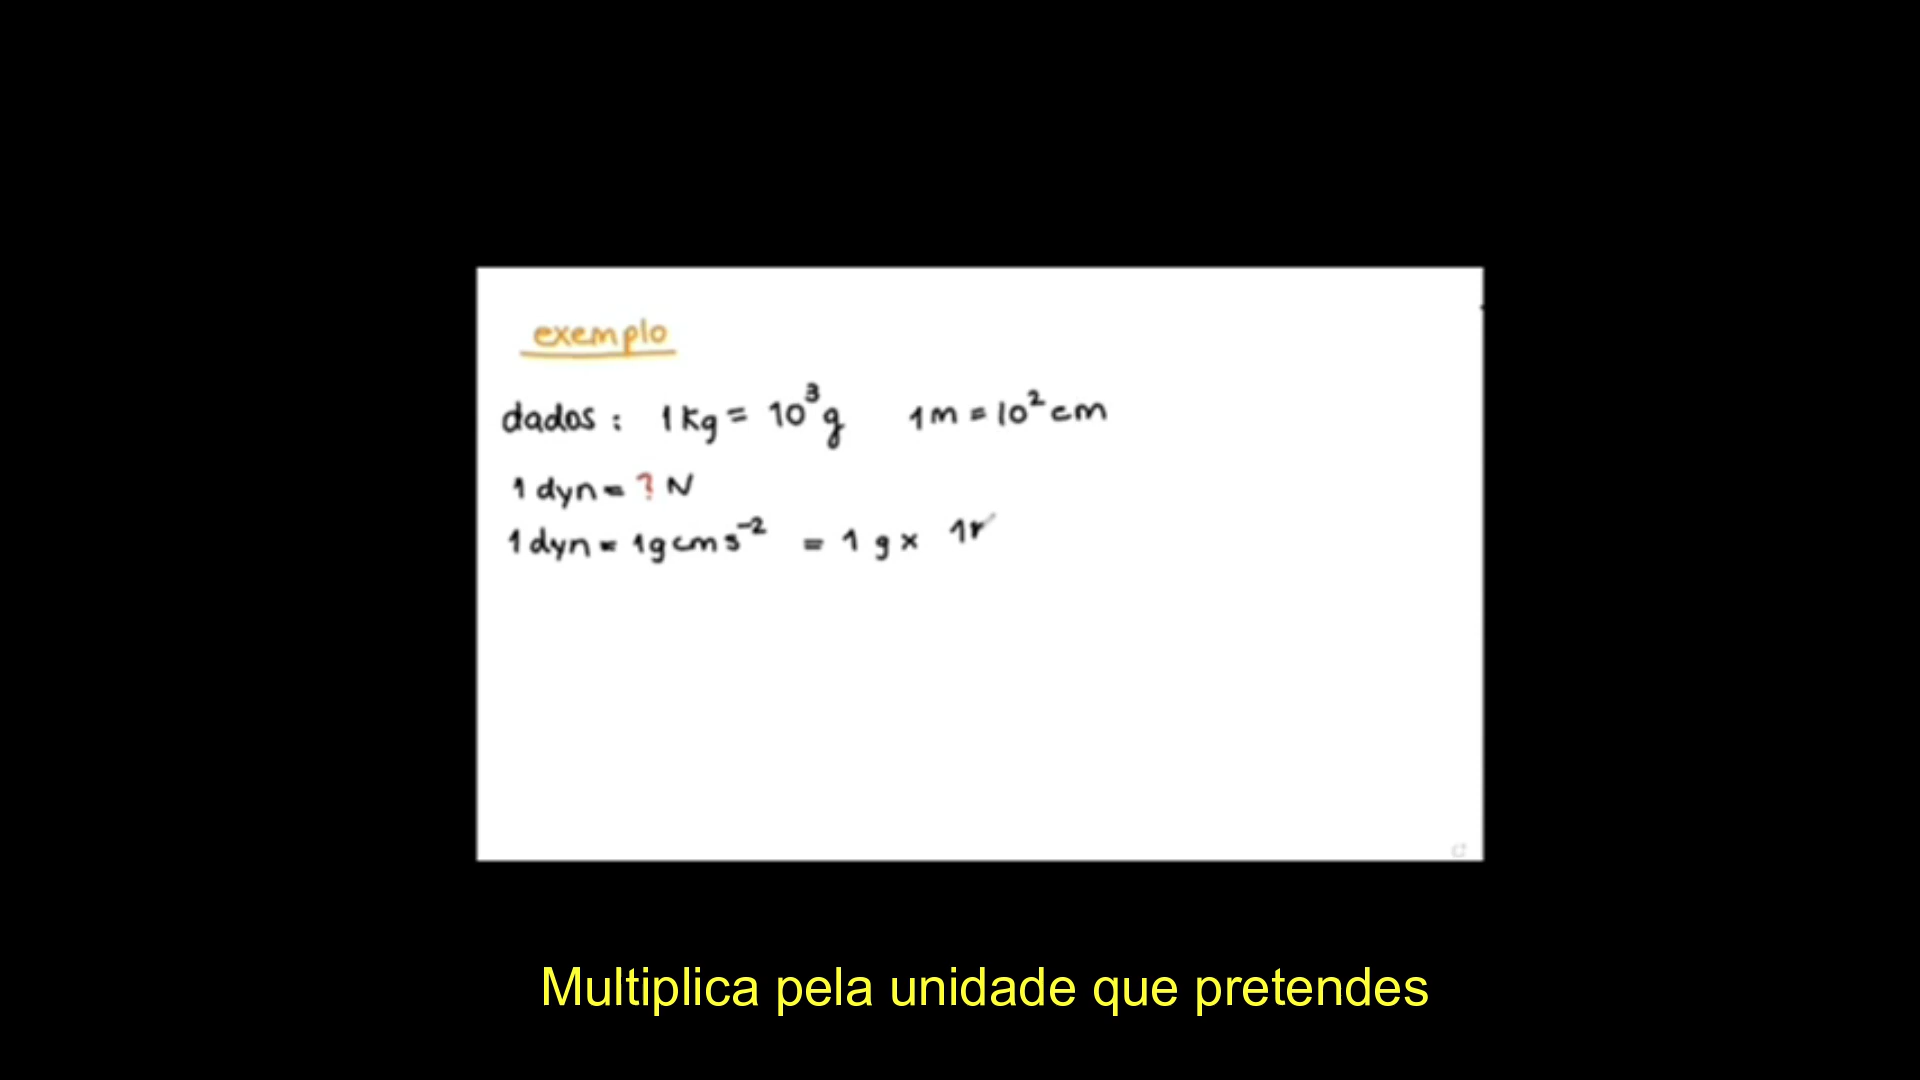 exemplo
dados : 1 kg = 10³ g 1 m = 10² cm
1 dyn = ? N
1 dyn = 1 g cm s⁻² = 1 g x 1
Multiplica pela unidade que pretendes